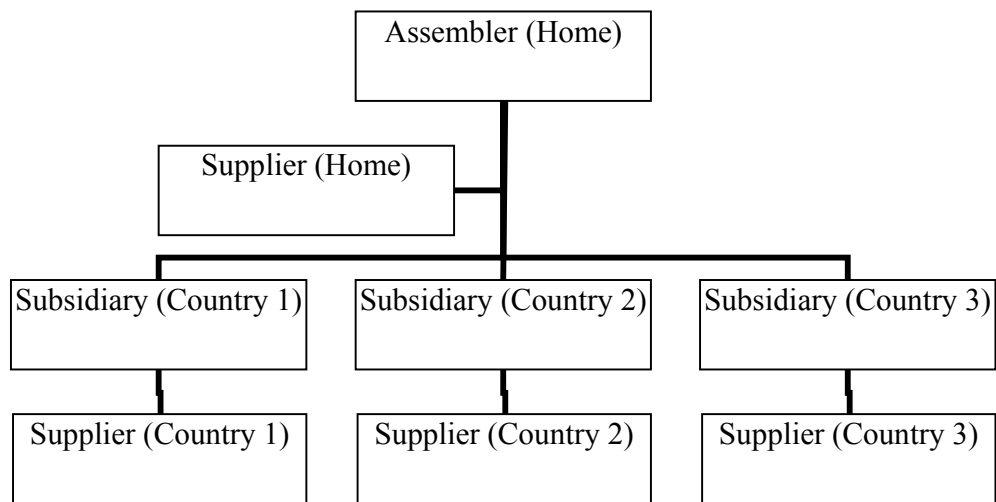 Assembler (Home)
Supplier (Home)
Subsidiary (Country 1)
Subsidiary (Country 2)
Subsidiary (Country 3)
Supplier (Country 1)
Supplier (Country 2)
Supplier (Country 3)